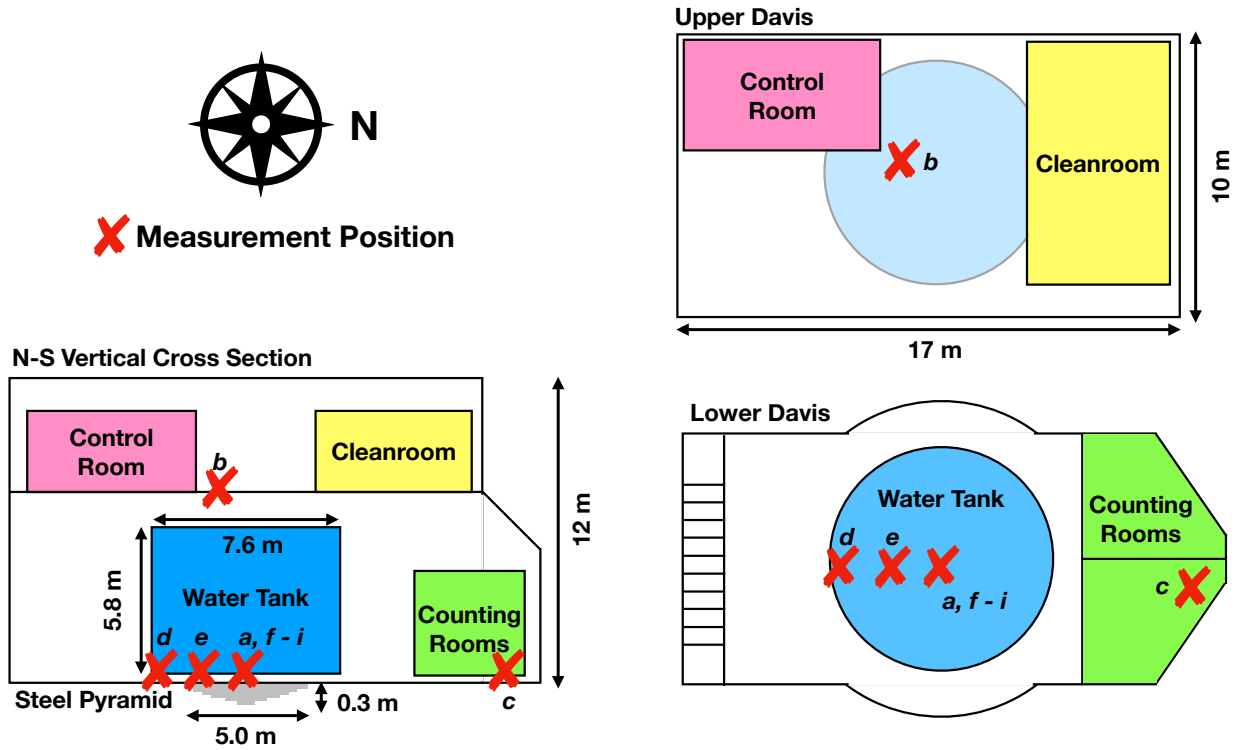 N
Measurement Position
Upper Davis
Control
Room
b
Cleanroom
10 m
17 m
N-S Vertical Cross Section
Control
Room
b
Cleanroom
12 m
7.6 m
5.8 m
Water Tank
d e a, f - i
Counting
Rooms
Steel Pyramid
0.3 m
c
5.0 m
Lower Davis
Water Tank
d e
a, f - i
Counting
Rooms
c